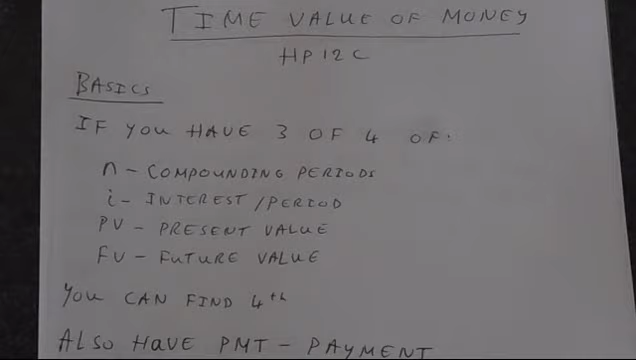 TIME VALUE OF MONEY
HP12C
BASICS
IF YOU HAVE 3 OF 4 OF:
n - COMPOUNDING PERIODS
i - INTEREST/PERIOD
PV - PRESENT VALUE
FV - FUTURE VALUE
YOU CAN FIND 4th
ALSO HAVE PMT - PAYMENT